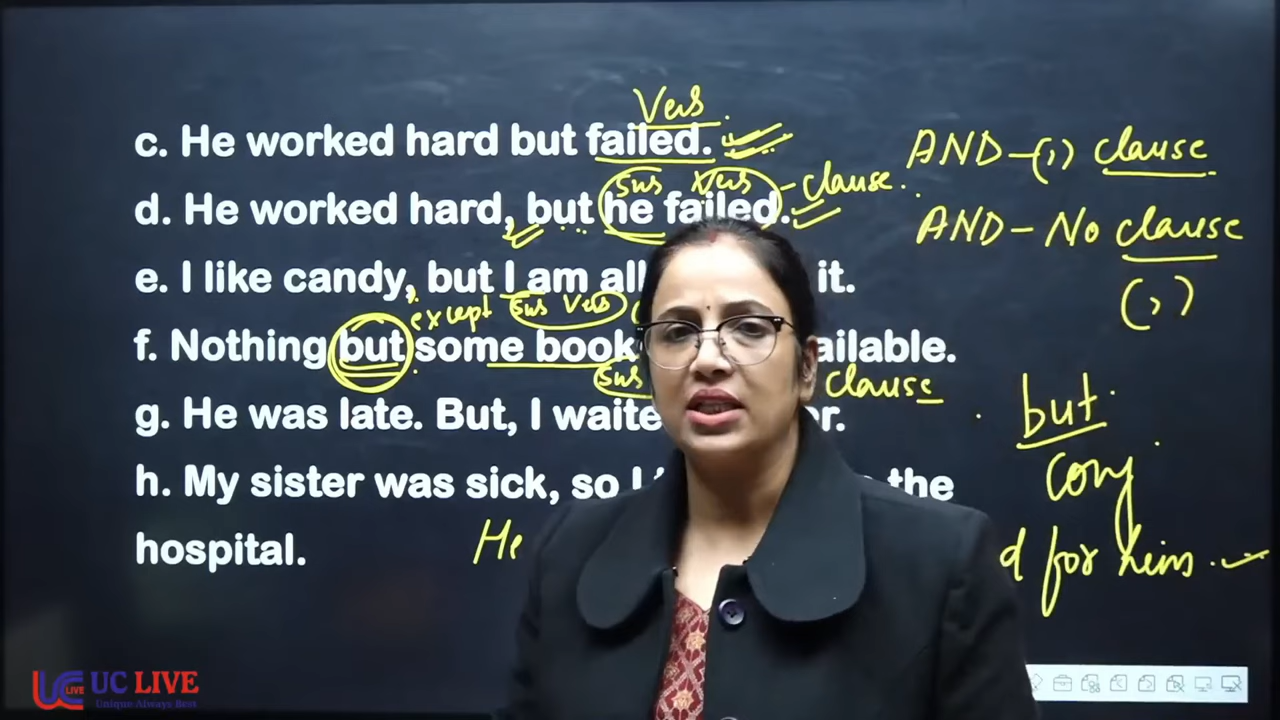 Verb
c. He worked hard but failed.
AND - (,) clause
sub verb - clause.
d. He worked hard, but he failed.
AND - No clause
(,)
e. I like candy, but I am all it.
except sub verb
f. Nothing but some book ailable.
sub clause
g. He was late. But, I waite r.
but
conj
h. My sister was sick, so I the
hospital.
He d for him.
LIVE UC LIVE
Unique Always Best